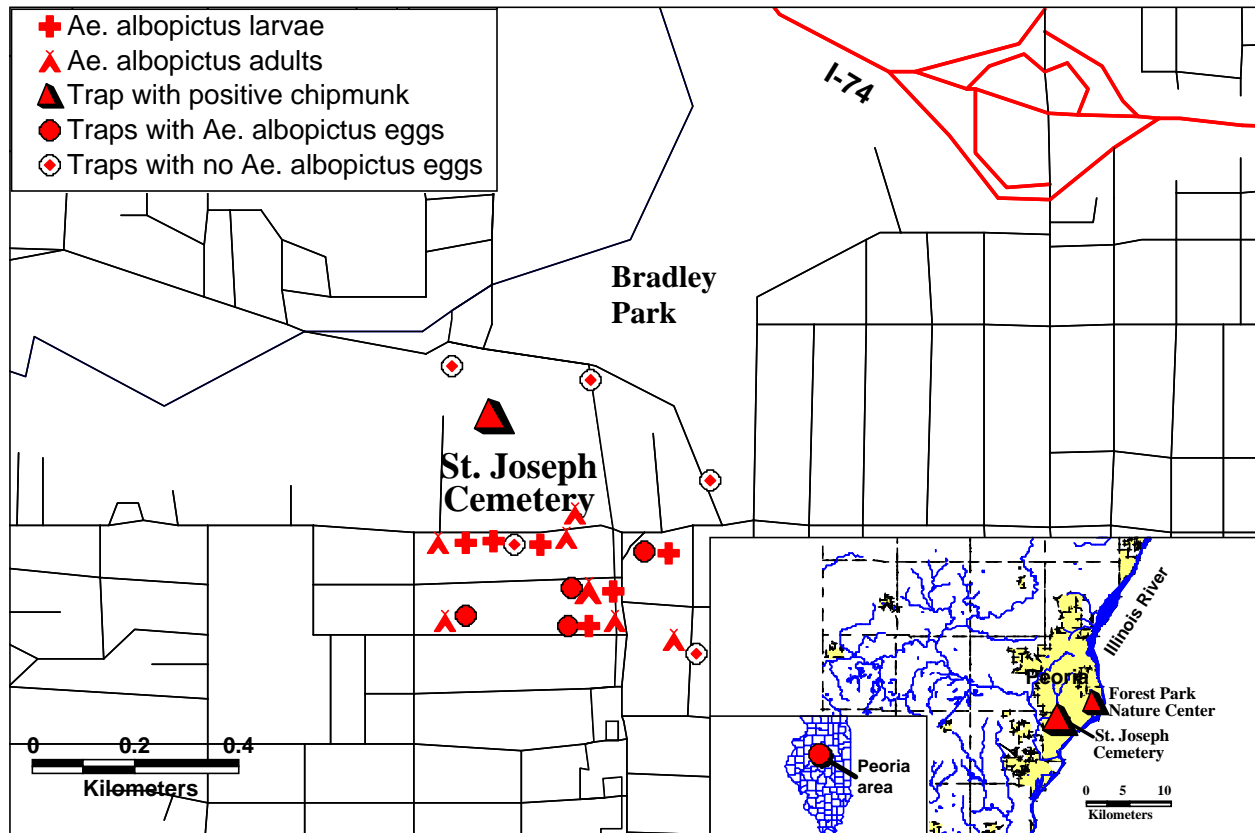 Ae. albopictus larvae
Ae. albopictus adults
Trap with positive chipmunk
Traps with Ae. albopictus eggs
Traps with no Ae. albopictus eggs
I-74
Bradley
Park
St. Joseph
Cemetery
0 0.2 0.4
Kilometers
Illinois River
Peoria
Forest Park
Nature Center
St. Joseph
Cemetery
Peoria
area
0 5 10
Kilometers